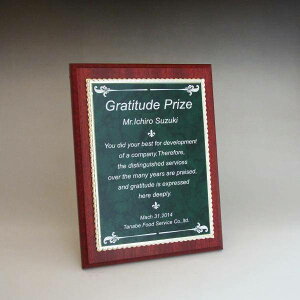 Gratitude Prize
Mr.Ichiro Suzuki
You did your best for development
of a company.Therefore,
the distinguished services
over the many years are praised,
and gratitude is expressed
here deeply.
Mach 31.2014
Tanabe Food Service Co.,ltd.